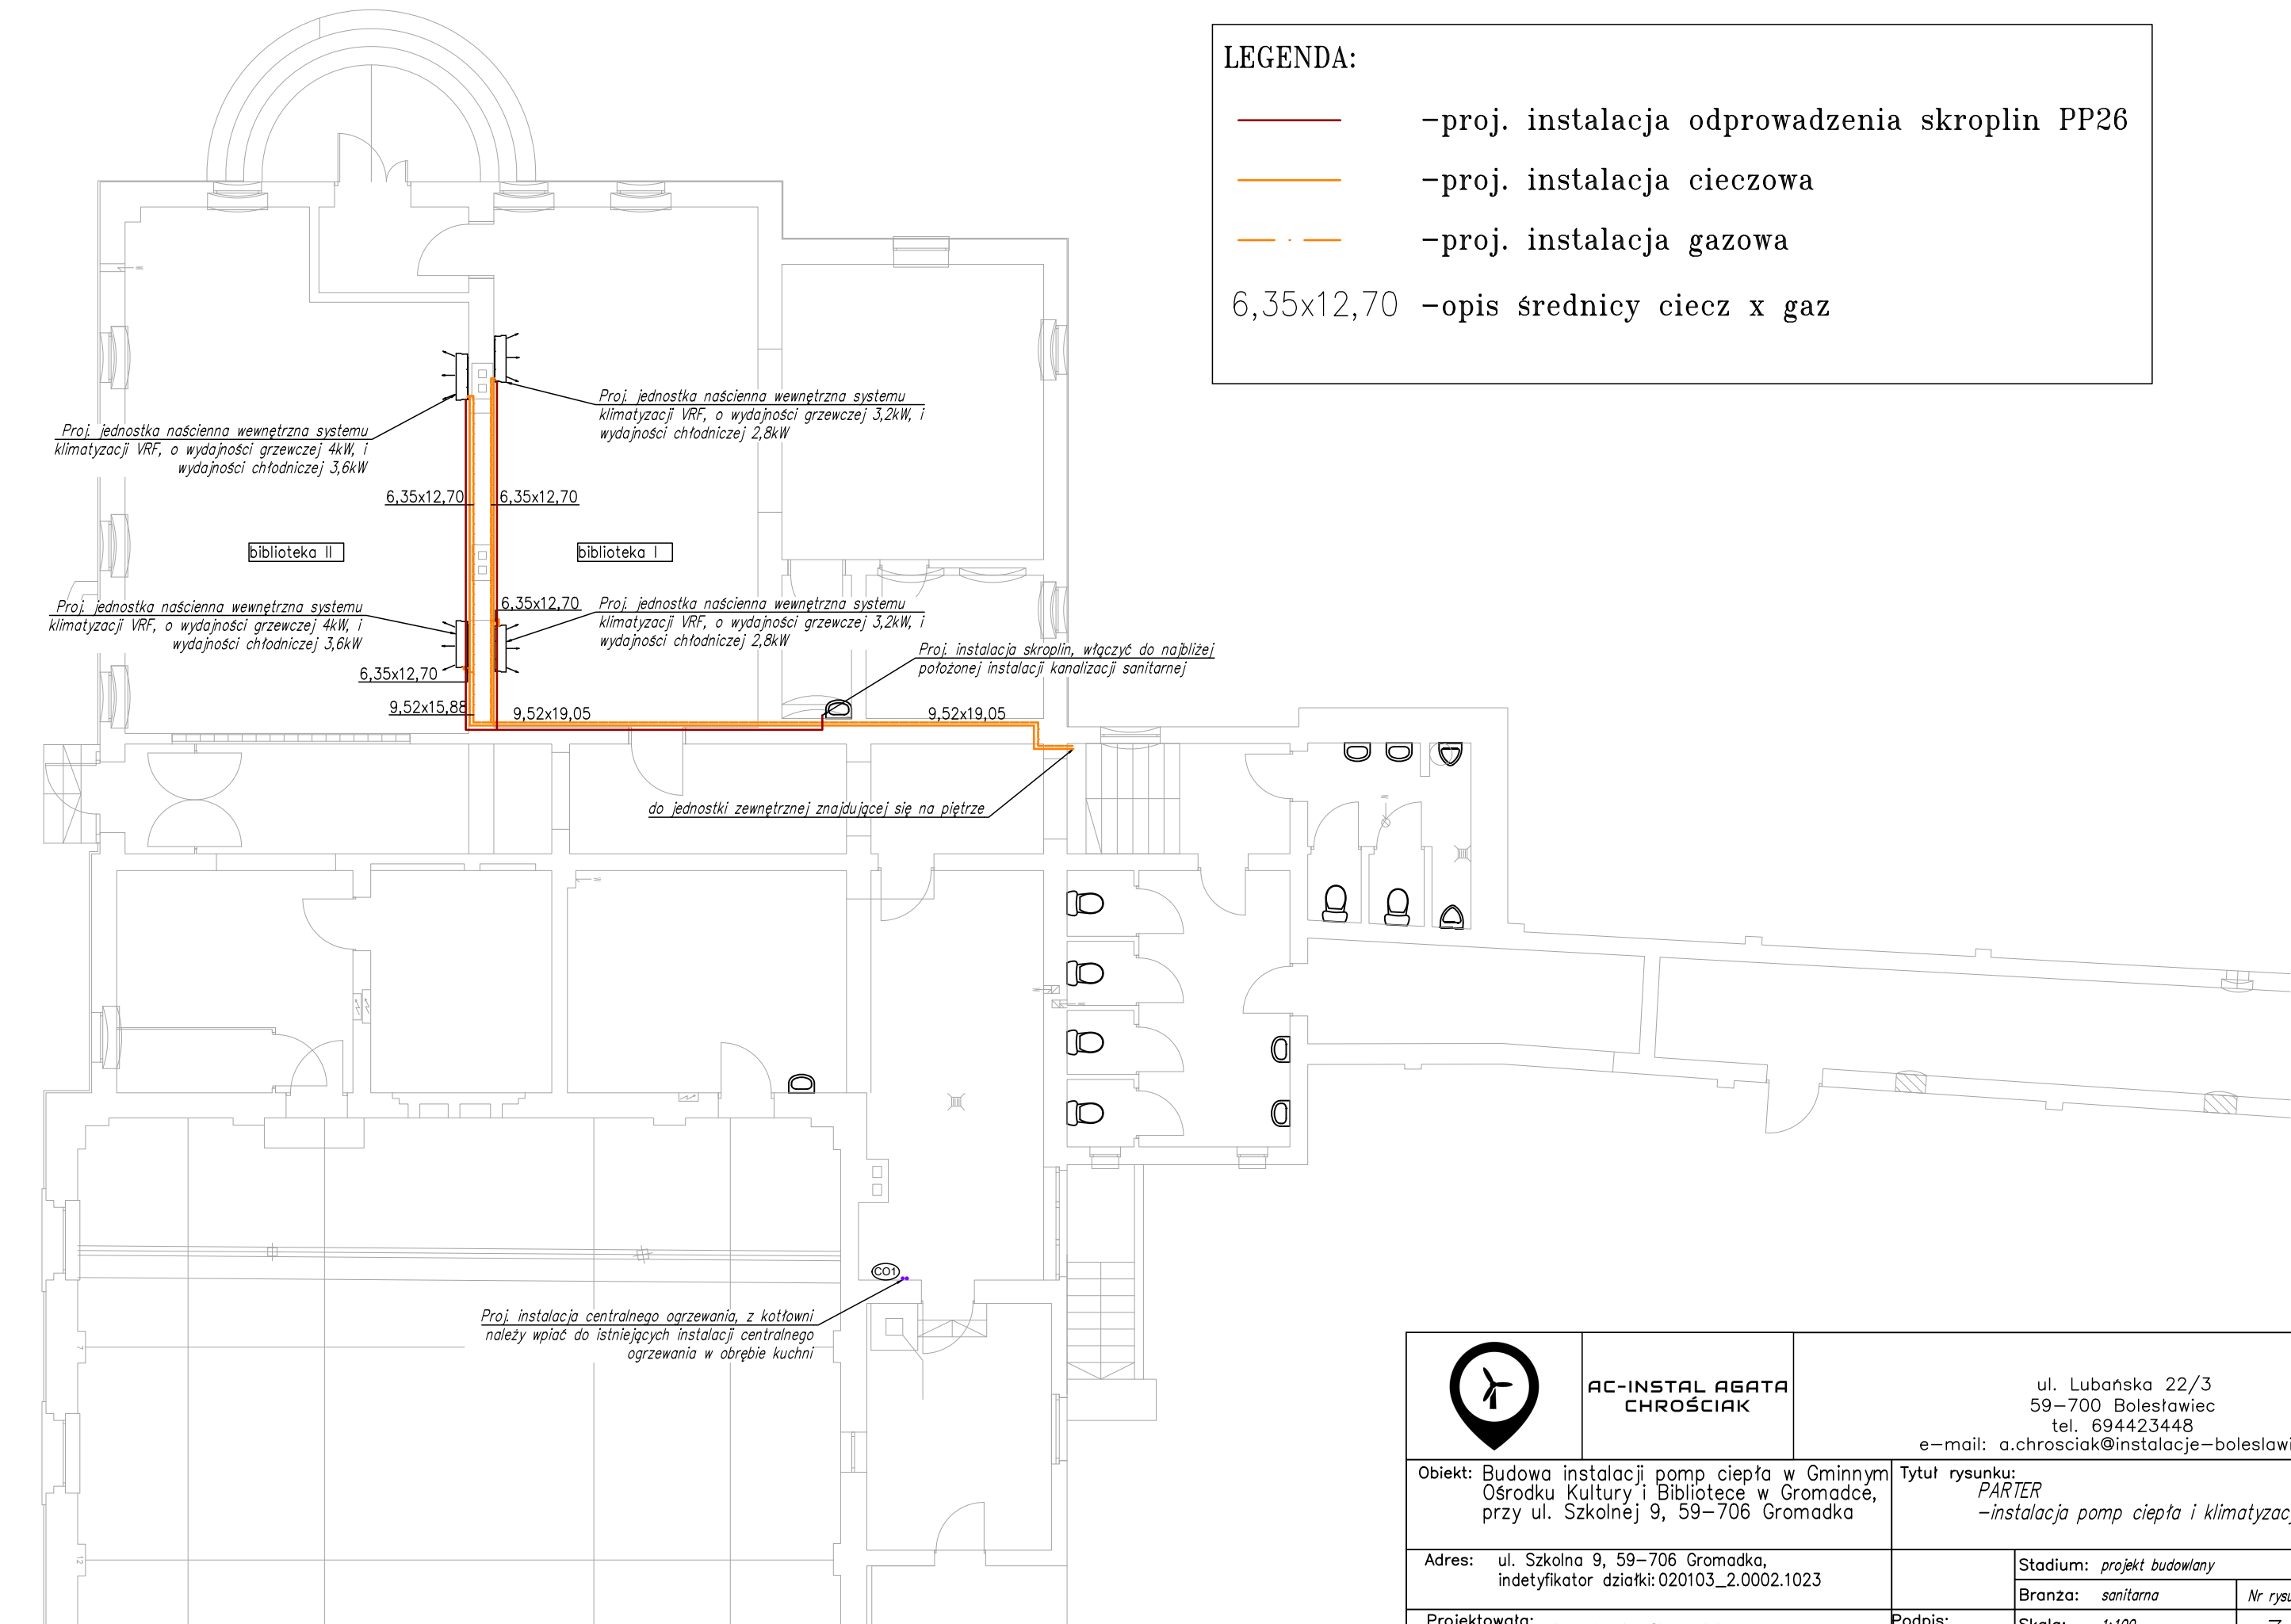 LEGENDA:
-proj. instalacja odprowadzenia skroplin PP26
-proj. instalacja cieczowa
-proj. instalacja gazowa
6,35x12,70 -opis średnicy ciecz x gaz
Proj. jednostka naścienna wewnętrzna systemu
klimatyzacji VRF, o wydajności grzewczej 3,2kW, i
wydajności chłodniczej 2,8kW
Proj. jednostka naścienna wewnętrzna systemu
klimatyzacji VRF, o wydajności grzewczej 4kW, i
wydajności chłodniczej 3,6kW
6,35x12,70
6,35x12,70
biblioteka II
biblioteka I
6,35x12,70
Proj. jednostka naścienna wewnętrzna systemu
klimatyzacji VRF, o wydajności grzewczej 3,2kW, i
wydajności chłodniczej 2,8kW
Proj. jednostka naścienna wewnętrzna systemu
klimatyzacji VRF, o wydajności grzewczej 4kW, i
wydajności chłodniczej 3,6kW
Proj. instalacja skroplin, włączyć do najbliżej
położonej instalacji kanalizacji sanitarnej
6,35x12,70
9,52x15,88
9,52x19,05
9,52x19,05
do jednostki zewnętrznej znajdującej się na piętrze
CO1
Proj. instalacja centralnego ogrzewania, z kotłowni
należy wpiać do istniejących instalacji centralnego
ogrzewania w obrębie kuchni
7
12
AC-INSTAL AGATA
CHROŚCIAK
ul. Lubańska 22/3
59-700 Bolesławiec
tel. 694423448
e-mail: a.chrosciak@instalacje-boleslawi
Obiekt: Budowa instalacji pomp ciepła w Gminnym
Ośrodku Kultury i Bibliotece w Gromadce,
przy ul. Szkolnej 9, 59-706 Gromadka
Tytuł rysunku:
PARTER
-instalacja pomp ciepła i klimatyzac
Adres: ul. Szkolna 9, 59-706 Gromadka,
indetyfikator działki: 020103_2.0002.1023
Stadium: projekt budowlany
Branża: sanitarna
Nr rysu
Projektowała:
Podpis:
Skala: 1:100